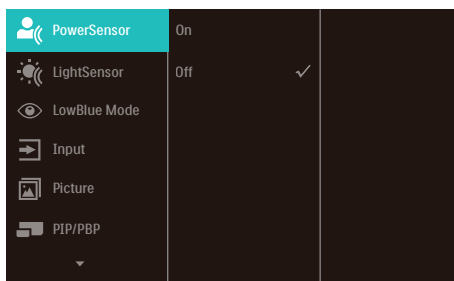 PowerSensor
On
LightSensor
Off
LowBlue Mode
Input
Picture
PIP/PBP